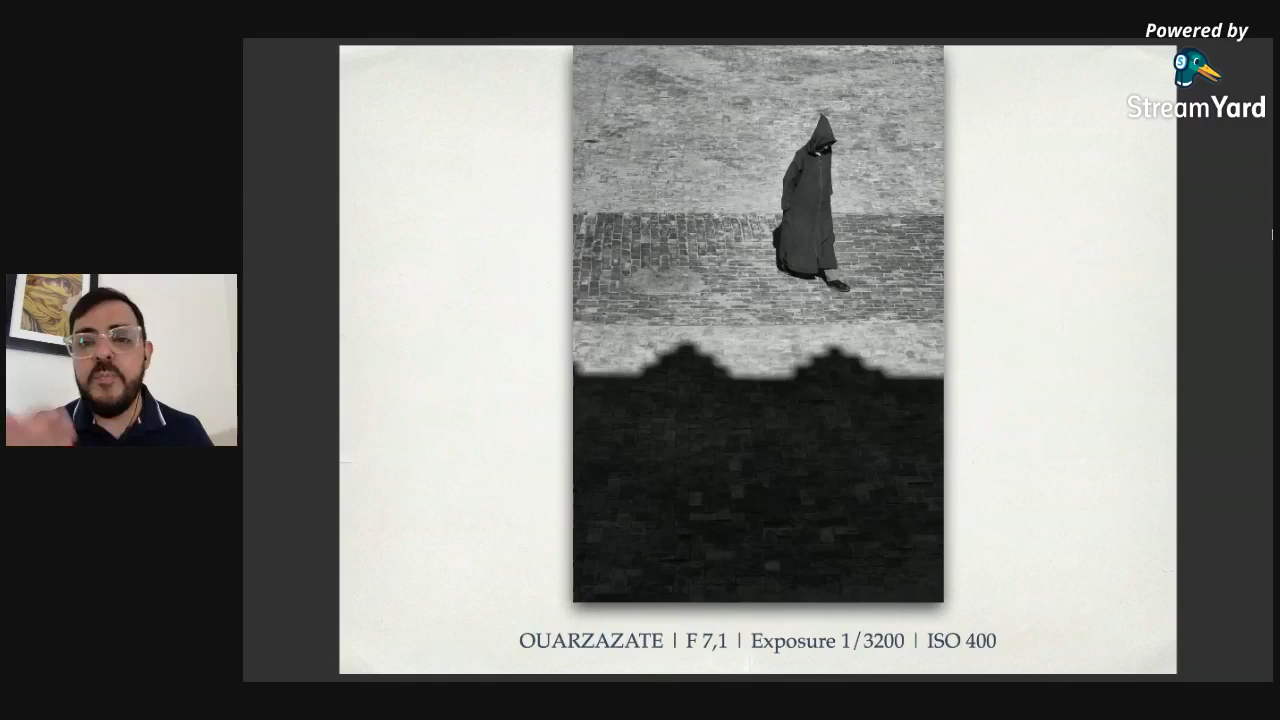 Powered by
StreamYard
OUARZAZATE | F 7,1 | Exposure 1/3200 | ISO 400